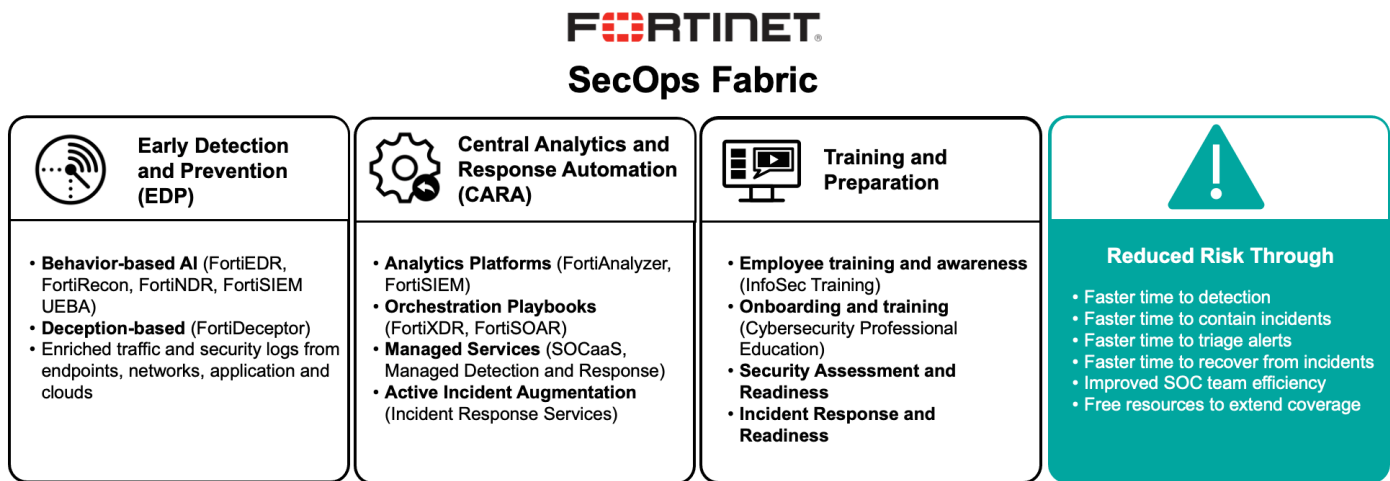 FORTINET®
SecOps Fabric
Early Detection
and Prevention
(EDP)
• Behavior-based AI (FortiEDR,
FortiRecon, FortiNDR, FortiSIEM
UEBA)
• Deception-based (FortiDeceptor)
• Enriched traffic and security logs from
endpoints, networks, application and
clouds
Central Analytics and
Response Automation
(CARA)
• Analytics Platforms (FortiAnalyzer,
FortiSIEM)
• Orchestration Playbooks
(FortiXDR, FortiSOAR)
• Managed Services (SOCaaS,
Managed Detection and Response)
• Active Incident Augmentation
(Incident Response Services)
Training and
Preparation
• Employee training and awareness
(InfoSec Training)
• Onboarding and training
(Cybersecurity Professional
Education)
• Security Assessment and
Readiness
• Incident Response and
Readiness
Reduced Risk Through
• Faster time to detection
• Faster time to contain incidents
• Faster time to triage alerts
• Faster time to recover from incidents
• Improved SOC team efficiency
• Free resources to extend coverage